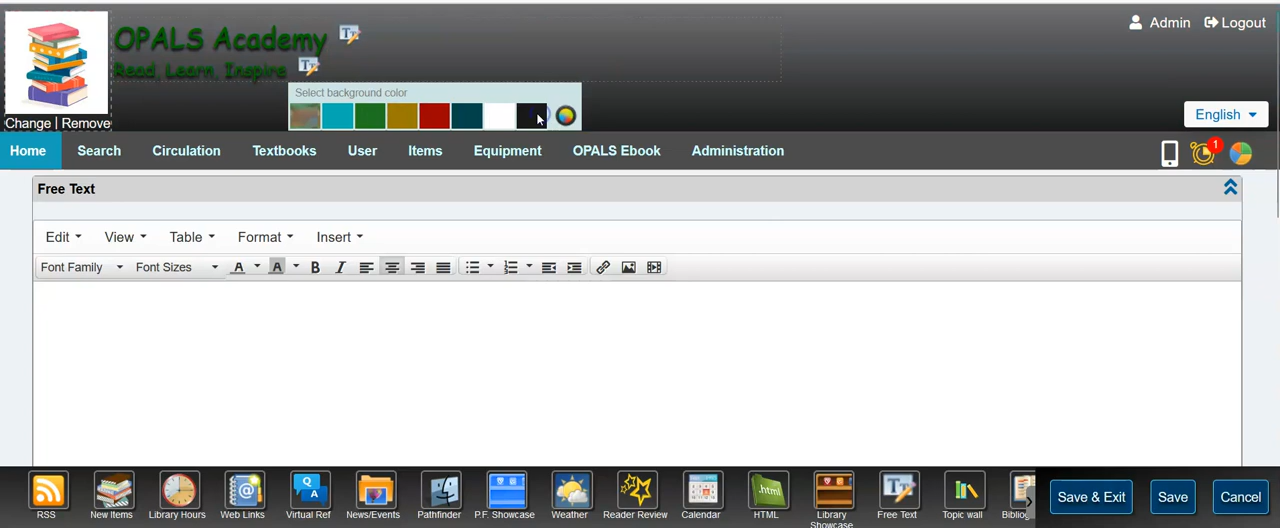 OPALS Academy
Read, Learn, Inspire
Change | Remove
Admin Logout
Select background color
English
Home Search Circulation Textbooks User Items Equipment OPALS Ebook Administration
1
Free Text
Edit View Table Format Insert
Font Family Font Sizes A A B I
RSS New Items Library Hours Web Links Virtual Ref News/Events Pathfinder P.F. Showcase Weather Reader Review Calendar HTML Library Showcase Free Text Topic wall Bibliog
Save & Exit Save Cancel